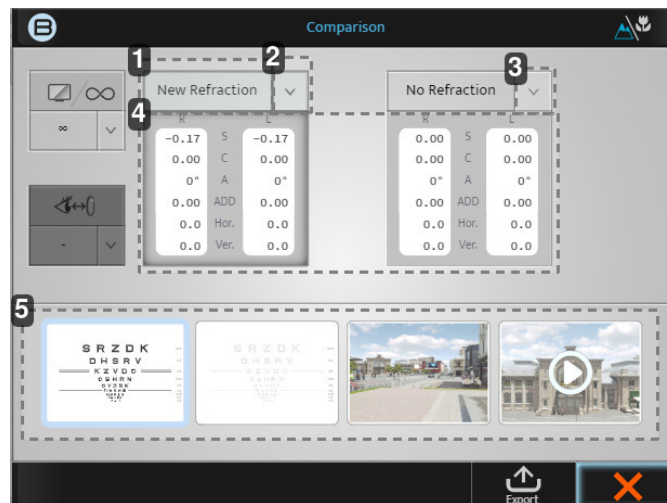 B
Comparison
1
2
3
New Refraction
No Refraction
4
R L
R L
∞
−0.17 S −0.17
0.00 S 0.00
0.00 C 0.00
0.00 C 0.00
0° A 0°
0° A 0°
0.00 ADD 0.00
0.00 ADD 0.00
0.0 Hor. 0.0
0.0 Hor. 0.0
0.0 Ver. 0.0
0.0 Ver. 0.0
5
S R Z D K
D H S R V
K Z V D C
O S H R N
S R Z D K
D H S R V
K Z V D C
Export